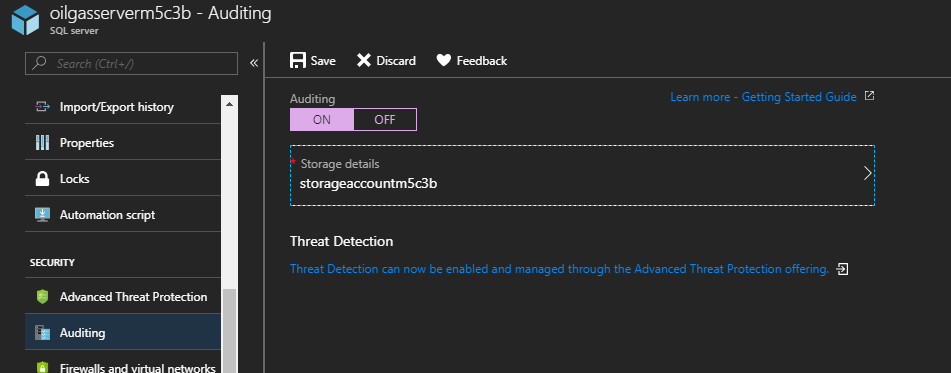 oilgasserverm5c3b - Auditing
SQL server
Search (Ctrl+/)
«
Import/Export history
Properties
Locks
Automation script
SECURITY
Advanced Threat Protection
Auditing
Firewalls and virtual networks
Save Discard Feedback
Auditing
Learn more - Getting Started Guide
ON OFF
* Storage details
storageaccountm5c3b
Threat Detection
Threat Detection can now be enabled and managed through the Advanced Threat Protection offering.